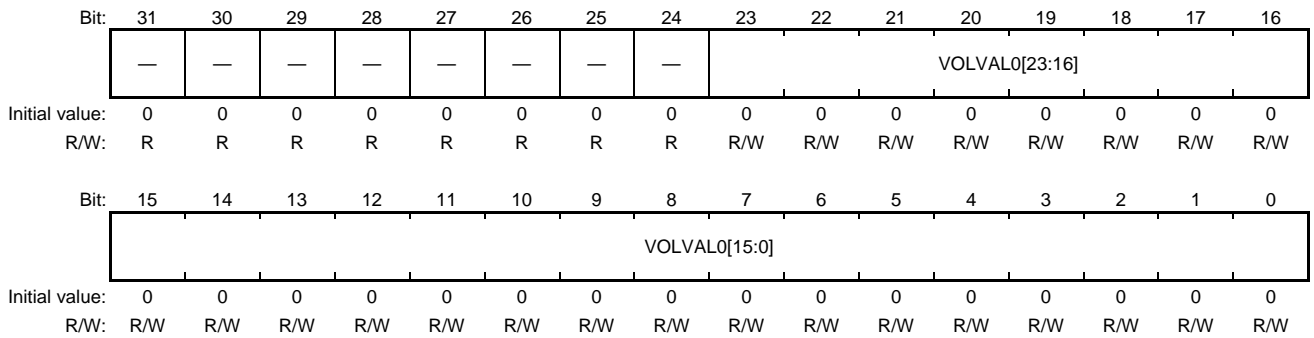 Bit: 31 30 29 28 27 26 25 24 23 22 21 20 19 18 17 16
— — — — — — — — VOLVAL0[23:16]
Initial value: 0 0 0 0 0 0 0 0 0 0 0 0 0 0 0 0
R/W: R R R R R R R R R/W R/W R/W R/W R/W R/W R/W R/W
Bit: 15 14 13 12 11 10 9 8 7 6 5 4 3 2 1 0
VOLVAL0[15:0]
Initial value: 0 0 0 0 0 0 0 0 0 0 0 0 0 0 0 0
R/W: R/W R/W R/W R/W R/W R/W R/W R/W R/W R/W R/W R/W R/W R/W R/W R/W